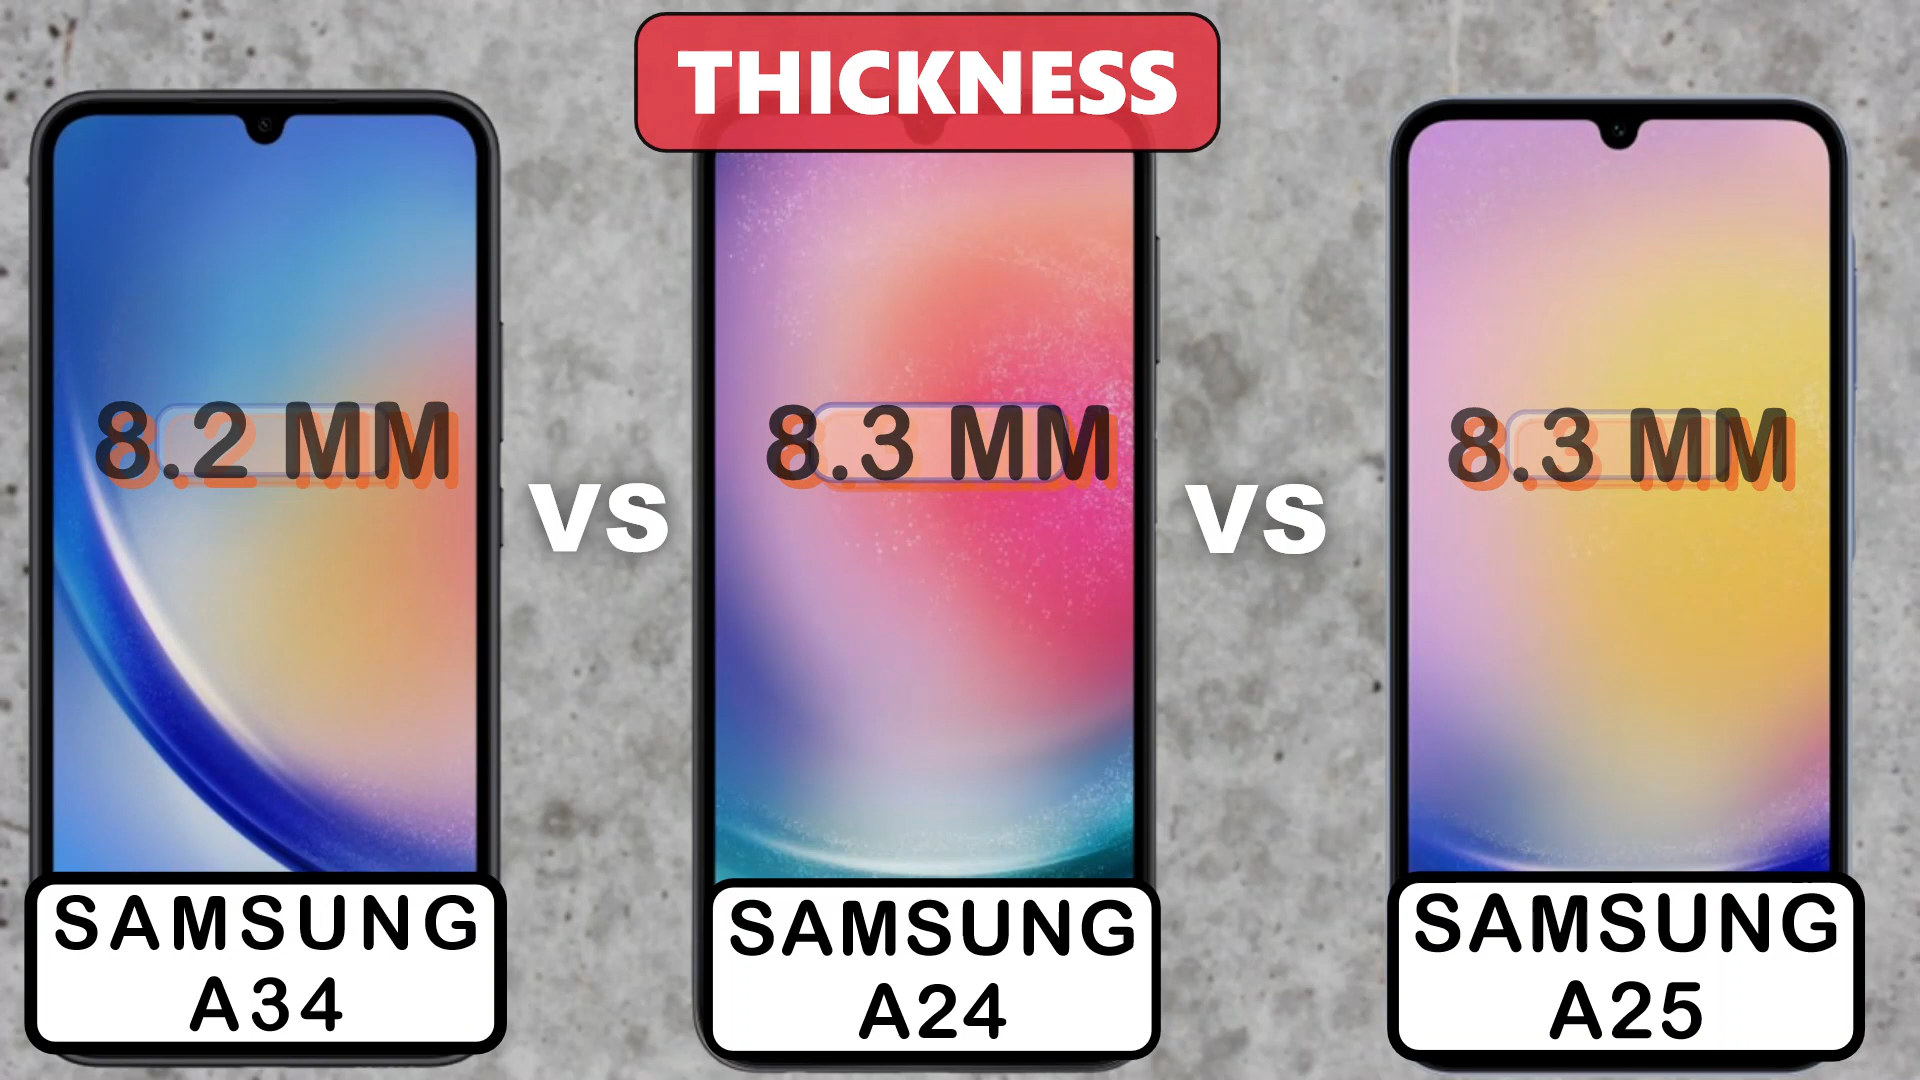 THICKNESS
8.2 MM
VS
8.3 MM
VS
8.3 MM
SAMSUNG
A34
SAMSUNG
A24
SAMSUNG
A25